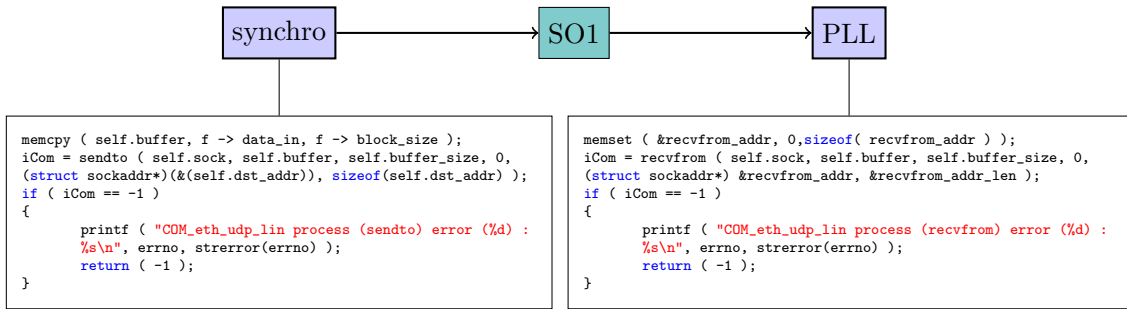 synchro
SO1
PLL
memcpy ( self.buffer, f -> data_in, f -> block_size );
iCom = sendto ( self.sock, self.buffer, self.buffer_size, 0,
(struct sockaddr*)(&(self.dst_addr)), sizeof(self.dst_addr) );
if ( iCom == -1 )
{
printf ( "COM_eth_udp_lin process (sendto) error (%d) :
%s\n", errno, strerror(errno) );
return ( -1 );
}
memset ( &recvfrom_addr, 0,sizeof( recvfrom_addr ) );
iCom = recvfrom ( self.sock, self.buffer, self.buffer_size, 0,
(struct sockaddr*) &recvfrom_addr, &recvfrom_addr_len );
if ( iCom == -1 )
{
printf ( "COM_eth_udp_lin process (recvfrom) error (%d) :
%s\n", errno, strerror(errno) );
return ( -1 );
}